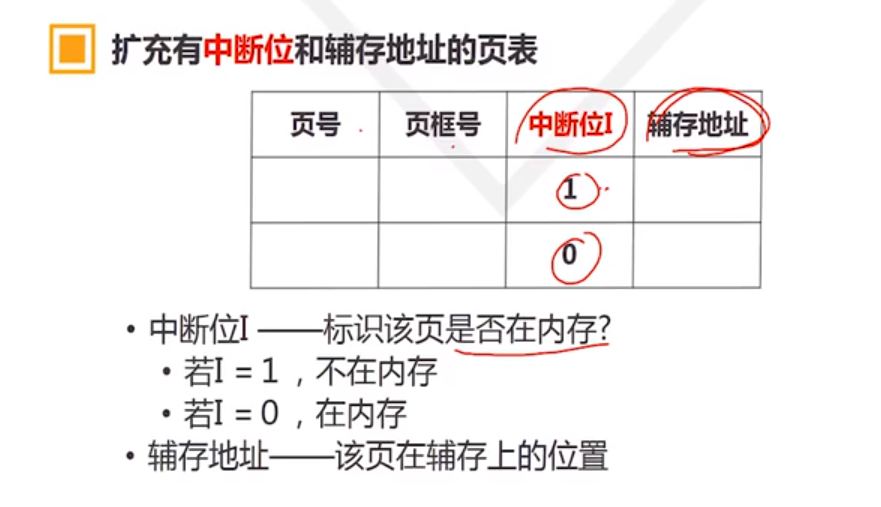 扩充有中断位和辅存地址的页表
页号 页框号 中断位I 辅存地址
1
0
• 中断位I ——标识该页是否在内存?
• 若I = 1 ，不在内存
• 若I = 0 ，在内存
• 辅存地址——该页在辅存上的位置